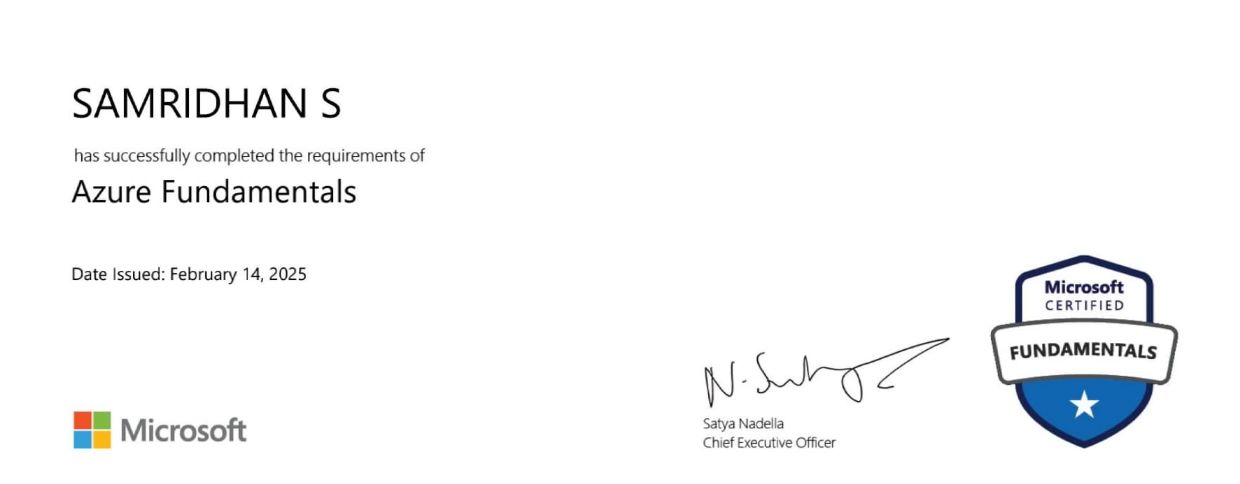 SAMRIDHAN S
has successfully completed the requirements of
Azure Fundamentals
Date Issued: February 14, 2025
Microsoft
CERTIFIED
FUNDAMENTALS
N. Satya
Satya Nadella
Chief Executive Officer
Microsoft